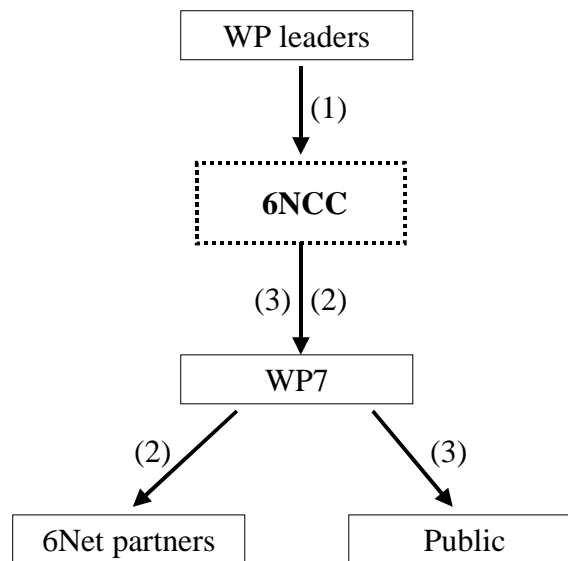 WP leaders
(1)
6NCC
(3) (2)
WP7
(2) (3)
6Net partners Public